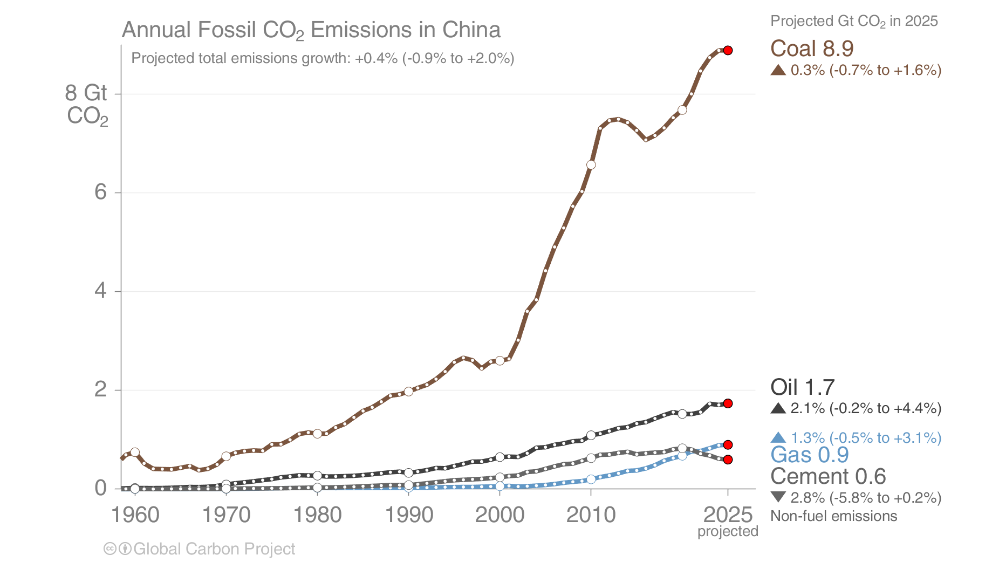 Annual Fossil CO₂ Emissions in China
Projected total emissions growth: +0.4% (-0.9% to +2.0%)
8 Gt
CO₂
6
4
2
0
1960 1970 1980 1990 2000 2010 2025
projected
Projected Gt CO₂ in 2025
Coal 8.9
▲ 0.3% (-0.7% to +1.6%)
Oil 1.7
▲ 2.1% (-0.2% to +4.4%)
▲ 1.3% (-0.5% to +3.1%)
Gas 0.9
Cement 0.6
▼ 2.8% (-5.8% to +0.2%)
Non-fuel emissions
cc Global Carbon Project